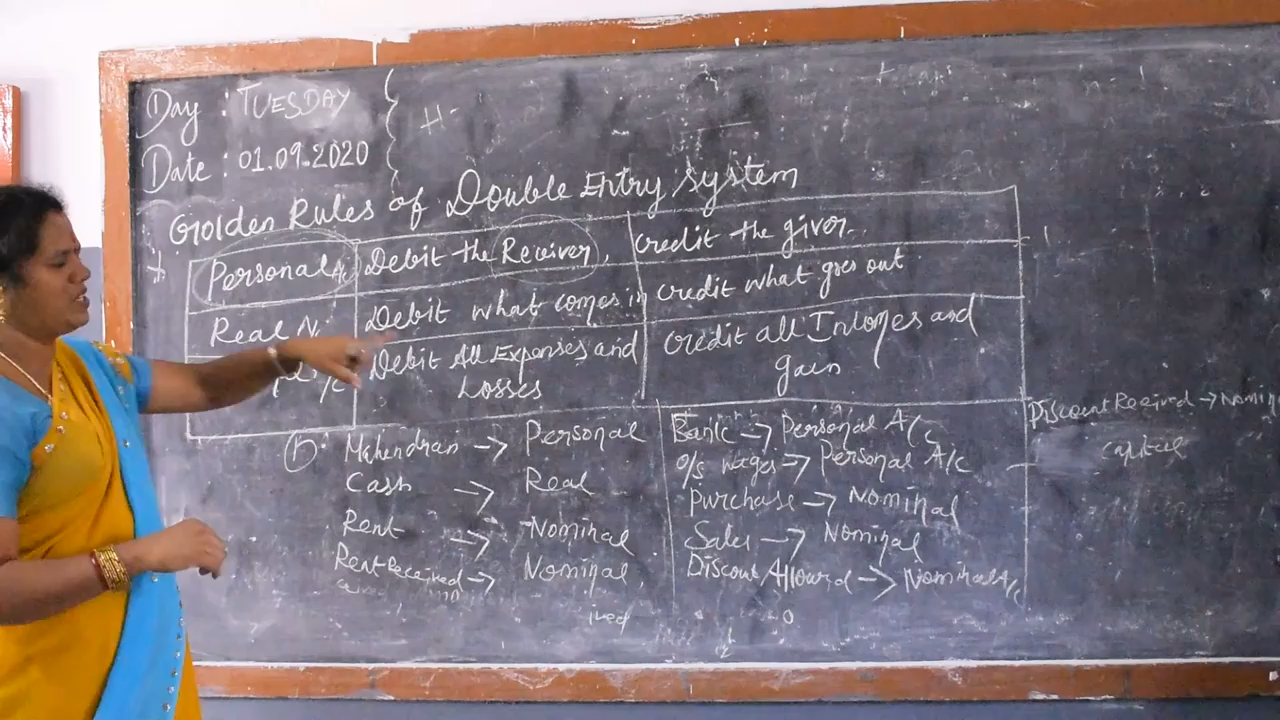 Day : TUESDAY
Date : 01.09.2020
Golden Rules of Double Entry System
Personal A/c Debit the Receiver, credit the giver.
Real Debit what comes in credit what goes out
Debit All Expenses and Losses credit all Incomes and gain
Mahendran → Personal
Cash → Real
Rent → Nominal
Rent Received → Nominal
Bank → Personal A/c
O/s wages → Personal A/c
Purchase → Nominal
Sales → Nominal
Discount Allowed → Nominal A/c
Discount Received →
capital